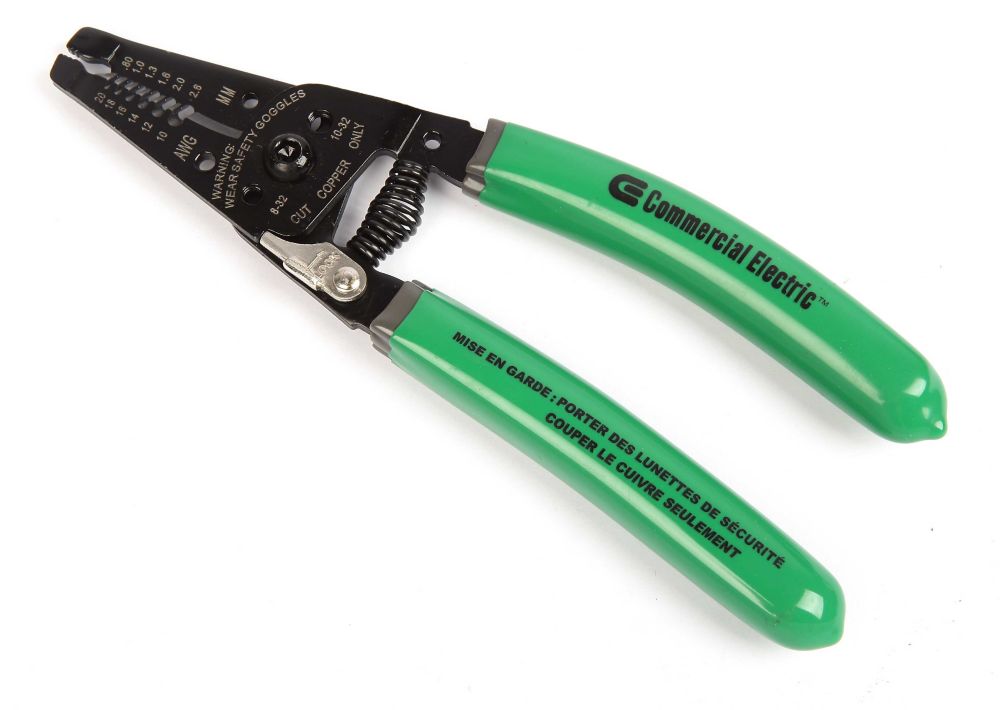 .80 1.0 1.3 1.6 2.0 2.6
MM
20 18 16 14 12 10
AWG
WARNING:
WEAR SAFETY GOGGLES
10-32
8-32
CUT COPPER ONLY
Commercial Electric™
MISE EN GARDE : PORTER DES LUNETTES DE SÉCURITÉ
COUPER LE CUIVRE SEULEMENT